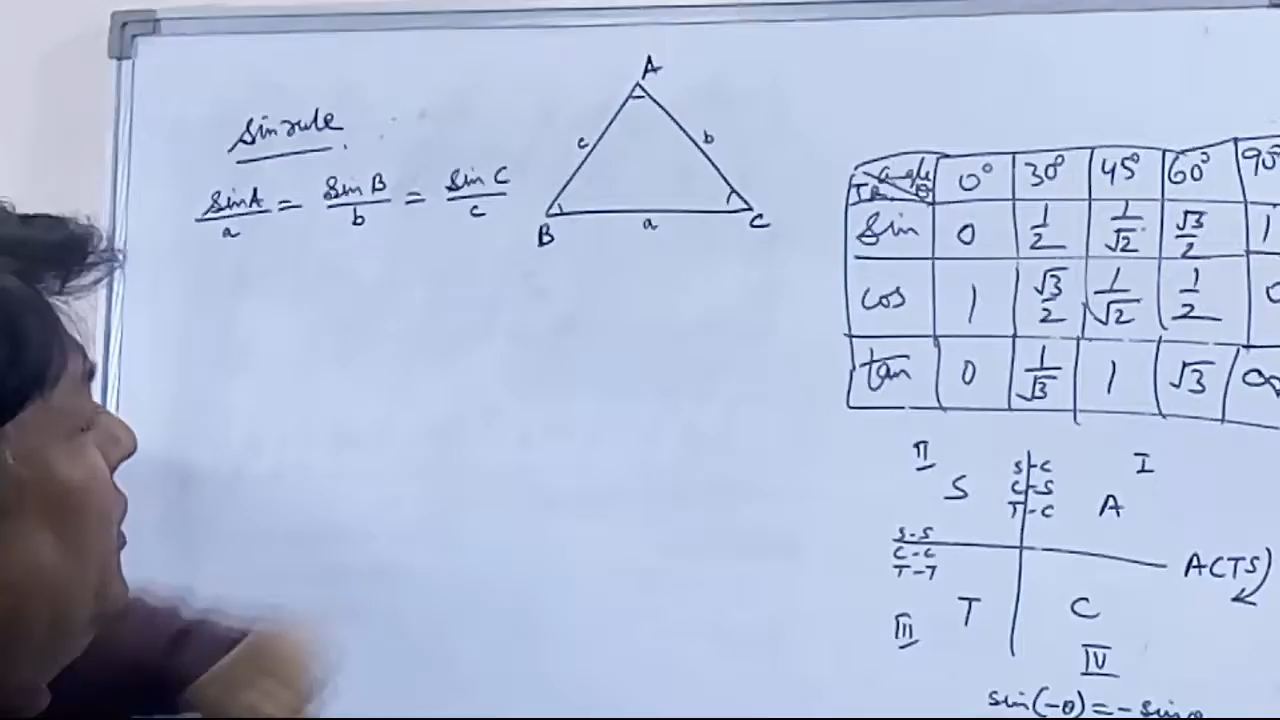 Sin rule
SinA/a = SinB/b = SinC/c
A
c b
B a C
angle θ 0° 30° 45° 60° 90°
Sin 0 1/2 1/√2 √3/2 1
cos 1 √3/2 1/√2 1/2
tan 0 1/√3 1 √3 ∞
II I
S A
S-C
C-S
T-C
S-S
C-C
T-T
ACTS
T C
III IV
sin(-θ) = -sinθ